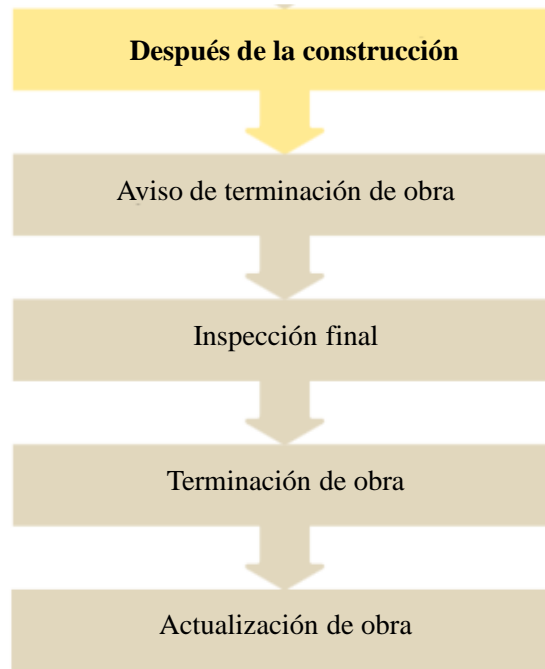 Después de la construcción
Aviso de terminación de obra
Inspección final
Terminación de obra
Actualización de obra